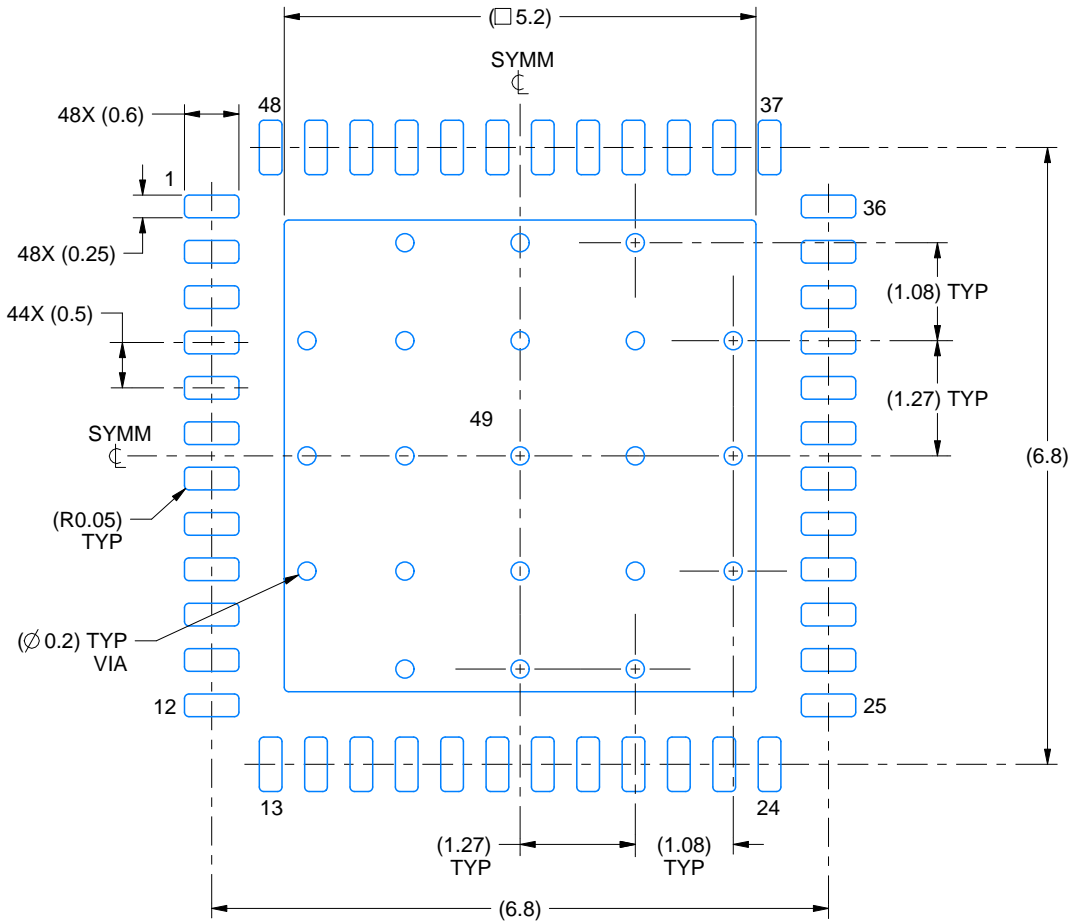 (□ 5.2)
SYMM
℄
48X (0.6)
48
37
1
36
48X (0.25)
(1.08) TYP
44X (0.5)
(1.27) TYP
49
SYMM
℄
(6.8)
(R0.05)
TYP
(∅ 0.2) TYP
VIA
12
25
13
24
(1.27)
TYP
(1.08)
TYP
(6.8)